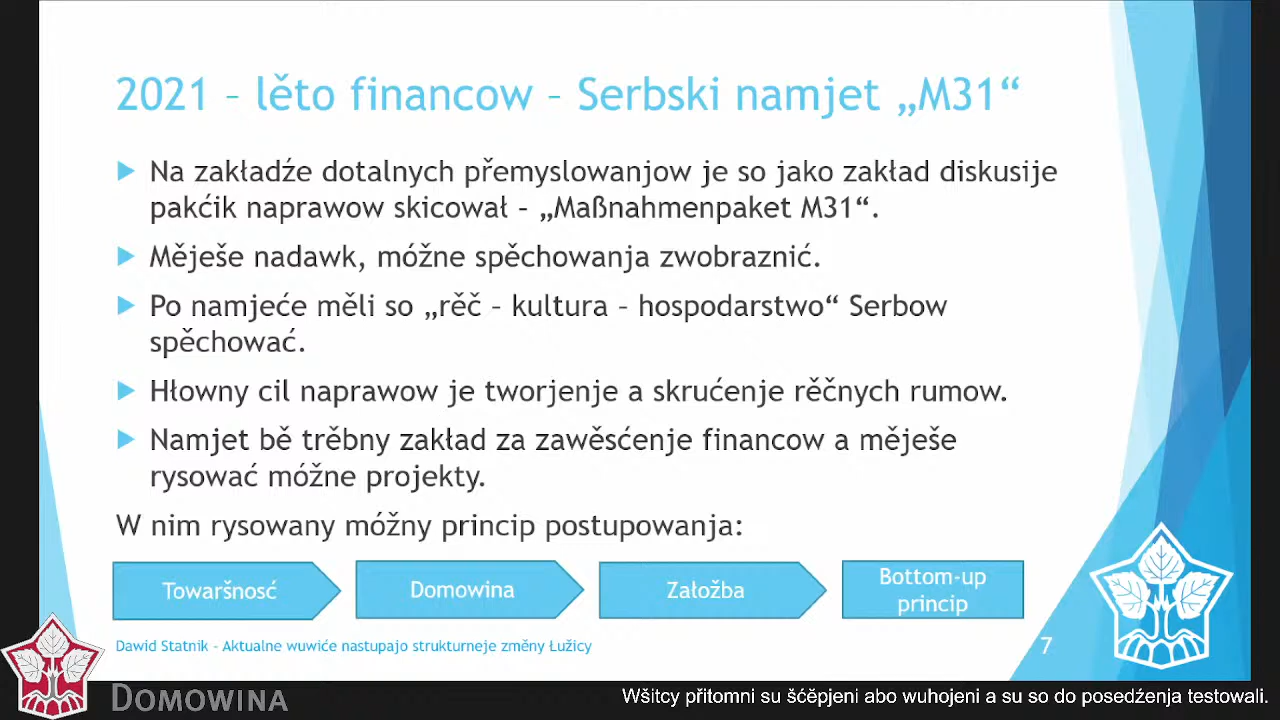 2021 – lěto financow – Serbski namjet „M31“
Na zakładźe dotalnych přemyslowanjow je so jako zakład diskusije
pakćik naprawow skicował – „Maßnahmenpaket M31“.
Měješe nadawk, móžne spěchowanja zwobraznić.
Po namjeće měli so „rěč – kultura – hospodarstwo“ Serbow
spěchować.
Hłowny cil naprawow je tworjenje a skrućenje rěčnych rumow.
Namjet bě trěbny zakład za zawěsćenje financow a měješe
rysować móžne projekty.
W nim rysowany móžny princip postupowanja:
Towaršnosć
Domowina
Załožba
Bottom-up
princip
Dawid Statnik – Aktualne wuwiće nastupajo strukturneje změny Łužicy
7
DOMOWINA
Wšitcy přitomni su šćěpjeni abo wuhojeni a su so do posedźenja testowali.